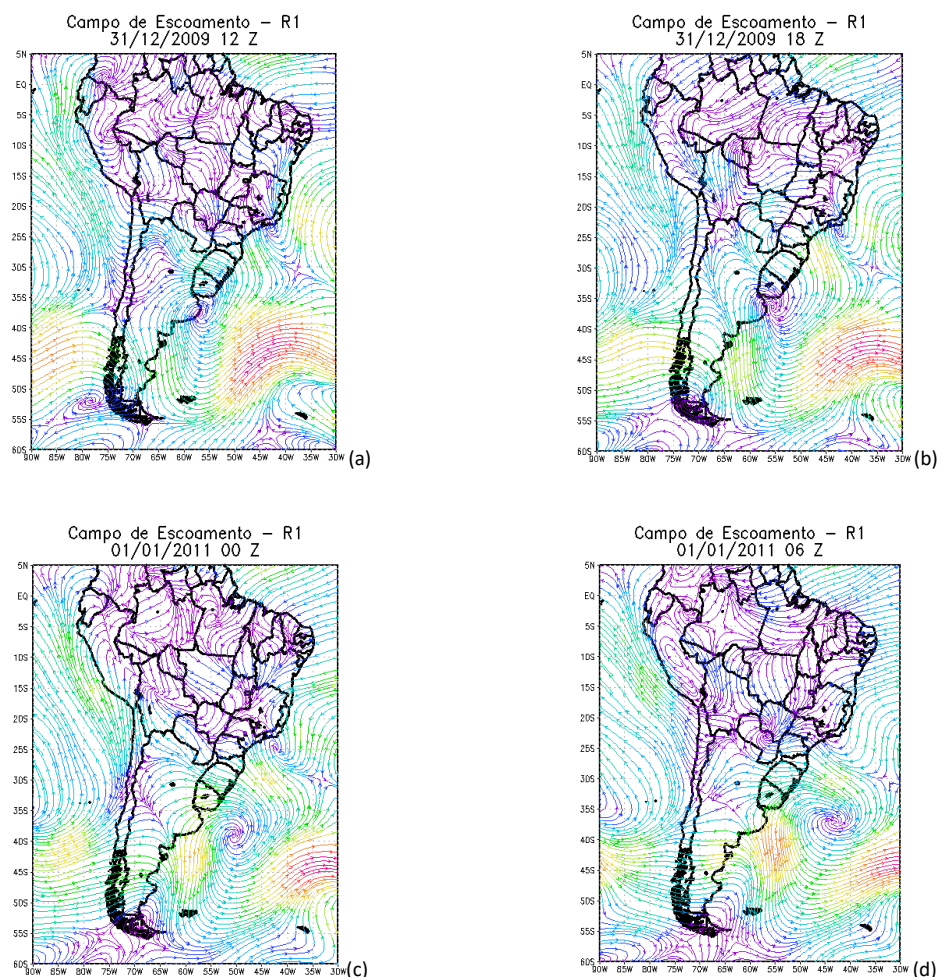 Campo de Escoamento - R1
31/12/2009 12 Z
5N
EQ
5S
10S
15S
20S
25S
30S
35S
40S
45S
50S
55S
60S
90W 85W 80W 75W 70W 65W 60W 55W 50W 45W 40W 35W 30W
(a)
Campo de Escoamento - R1
31/12/2009 18 Z
5N
EQ
5S
10S
15S
20S
25S
30S
35S
40S
45S
50S
55S
60S
90W 85W 80W 75W 70W 65W 60W 55W 50W 45W 40W 35W 30W
(b)
Campo de Escoamento - R1
01/01/2011 00 Z
5N
EQ
5S
10S
15S
20S
25S
30S
35S
40S
45S
50S
55S
60S
90W 85W 80W 75W 70W 65W 60W 55W 50W 45W 40W 35W 30W
(c)
Campo de Escoamento - R1
01/01/2011 06 Z
5N
EQ
5S
10S
15S
20S
25S
30S
35S
40S
45S
50S
55S
60S
90W 85W 80W 75W 70W 65W 60W 55W 50W 45W 40W 35W 30W
(d)